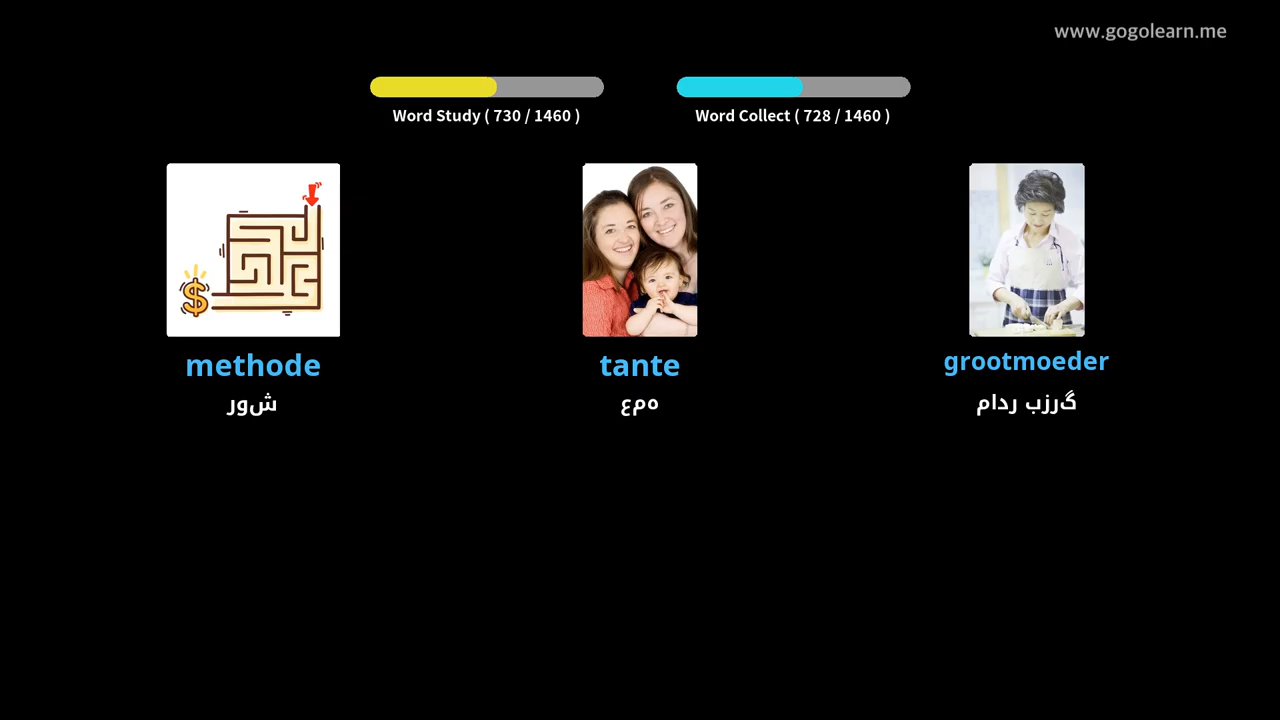 www.gogolearn.me
Word Study ( 730 / 1460 )
Word Collect ( 728 / 1460 )
methode
شور
tante
همع
grootmoeder
گرزب ردام